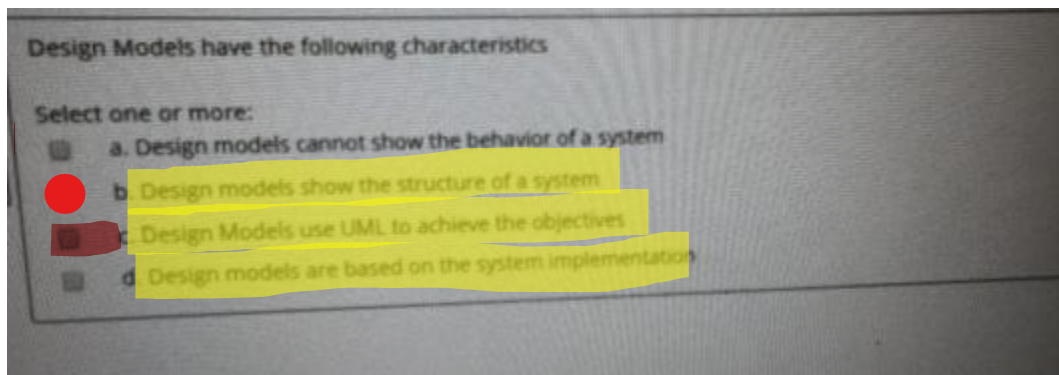 Design Models have the following characteristics
Select one or more:
a. Design models cannot show the behavior of a system
b. Design models show the structure of a system
c. Design Models use UML to achieve the objectives
d. Design models are based on the system implementation